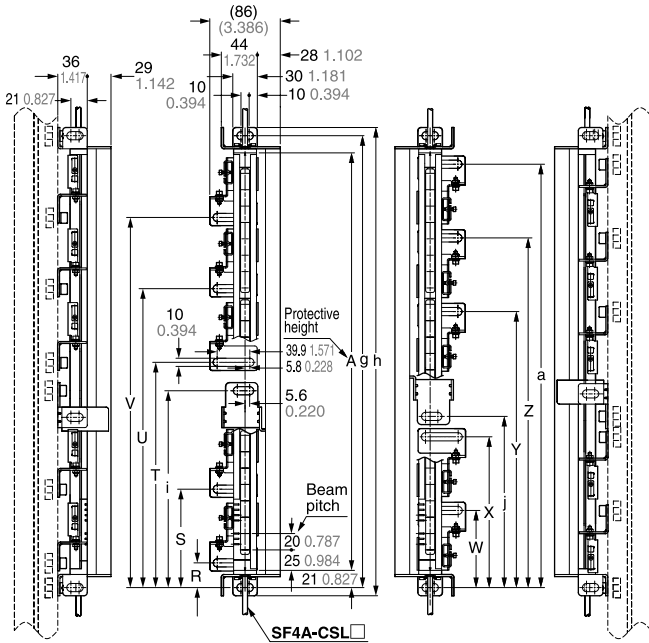 (86)
(3.386)
44
1.732
28 1.102
36
1.417
29
1.142
30 1.181
10
0.394
10 0.394
21 0.827
Protective
height
10
0.394
39.9 1.571
5.8 0.228
A g h
a
5.6
0.220
V
U
T
i
S
R
Z
Y
j
X
W
Beam
pitch
20 0.787
25 0.984
21 0.827
SF4A-CSL□